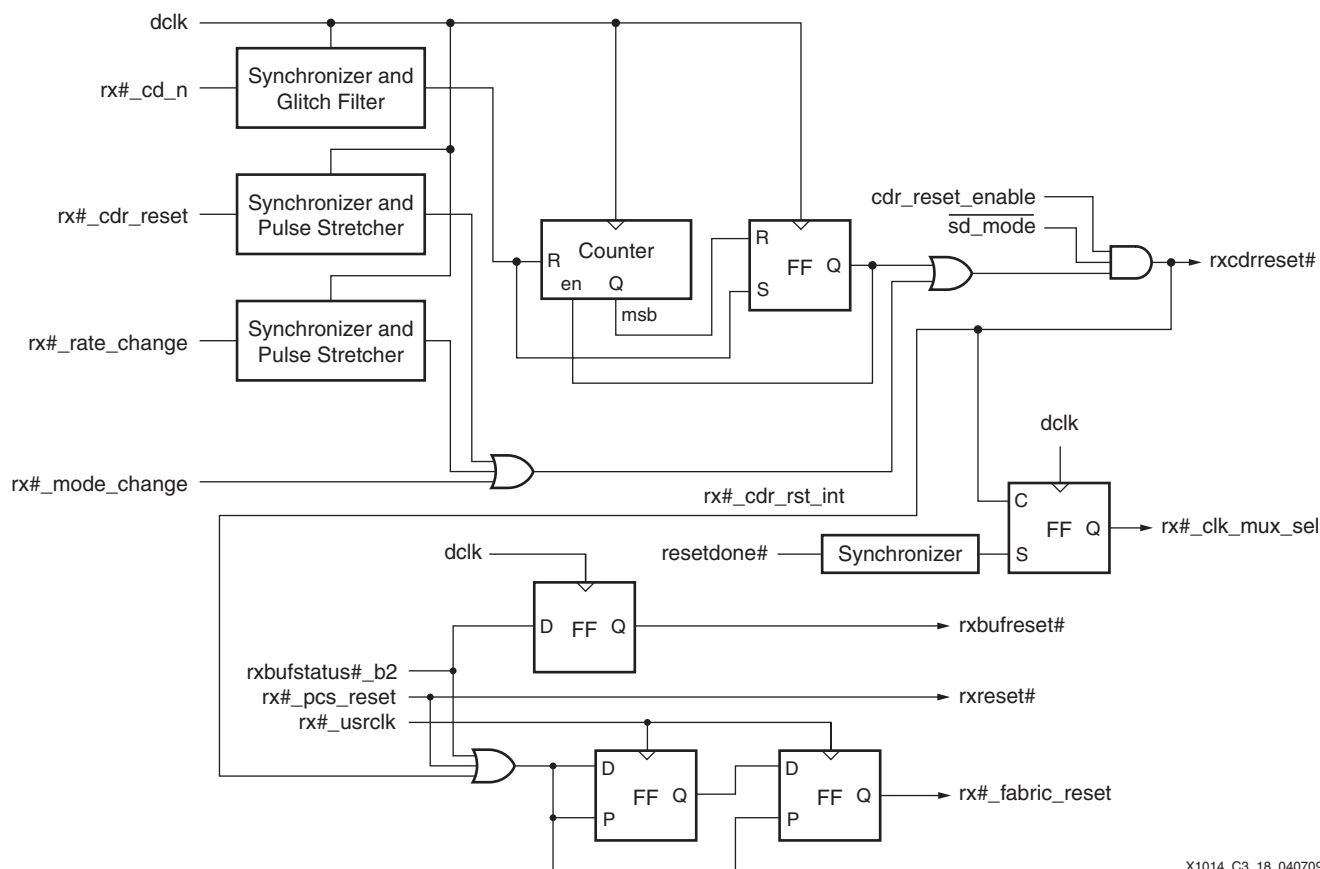 dclk
rx#_cd_n
Synchronizer and
Glitch Filter
rx#_cdr_reset
Synchronizer and
Pulse Stretcher
rx#_rate_change
Synchronizer and
Pulse Stretcher
rx#_mode_change
R
Counter
en
Q
msb
R
FF
Q
S
cdr_reset_enable
sd_mode
rxcdrreset#
rx#_cdr_rst_int
dclk
C
FF
Q
S
rx#_clk_mux_sel
resetdone#
Synchronizer
dclk
D
FF
Q
rxbufreset#
rxbufstatus#_b2
rx#_pcs_reset
rxreset#
rx#_usrclk
D
FF
Q
P
D
FF
Q
P
rx#_fabric_reset
X1014_C3_18_040709